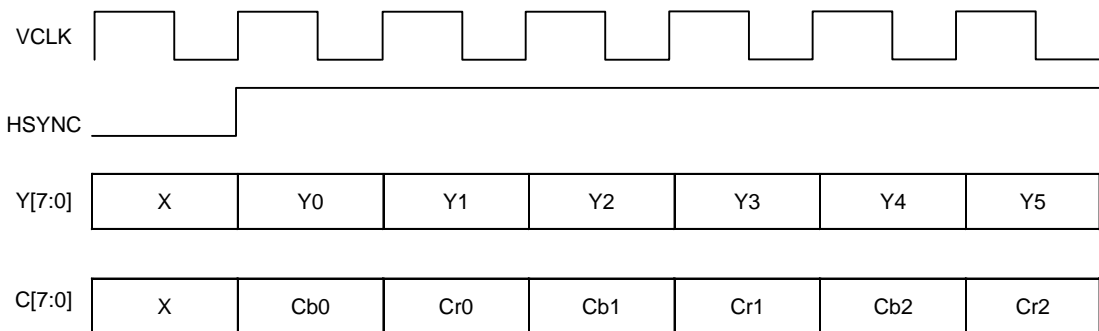 VCLK
HSYNC
Y[7:0] X Y0 Y1 Y2 Y3 Y4 Y5
C[7:0] X Cb0 Cr0 Cb1 Cr1 Cb2 Cr2